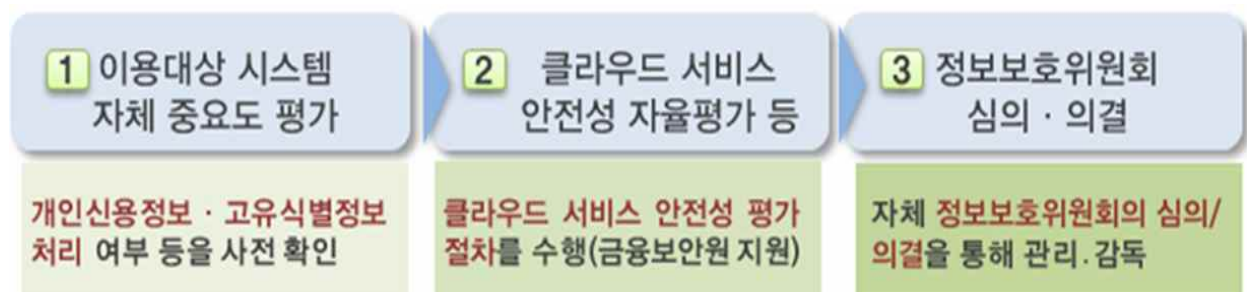 1 이용대상 시스템
자체 중요도 평가
개인신용정보 · 고유식별정보
처리 여부 등을 사전 확인
2 클라우드 서비스
안전성 자율평가 등
클라우드 서비스 안전성 평가
절차를 수행(금융보안원 지원)
3 정보보호위원회
심의 · 의결
자체 정보보호위원회의 심의/
의결을 통해 관리.감독